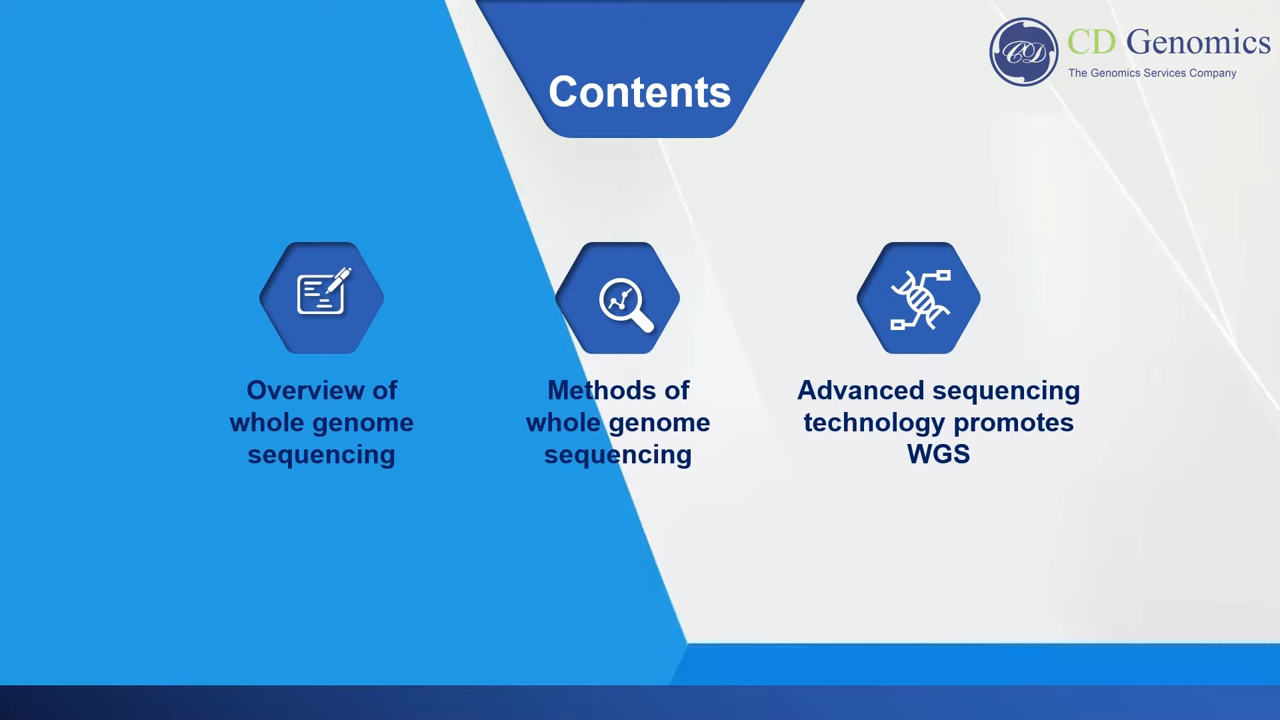 Contents
CD Genomics
The Genomics Services Company
CD
Overview of
whole genome
sequencing
Methods of
whole genome
sequencing
Advanced sequencing
technology promotes
WGS